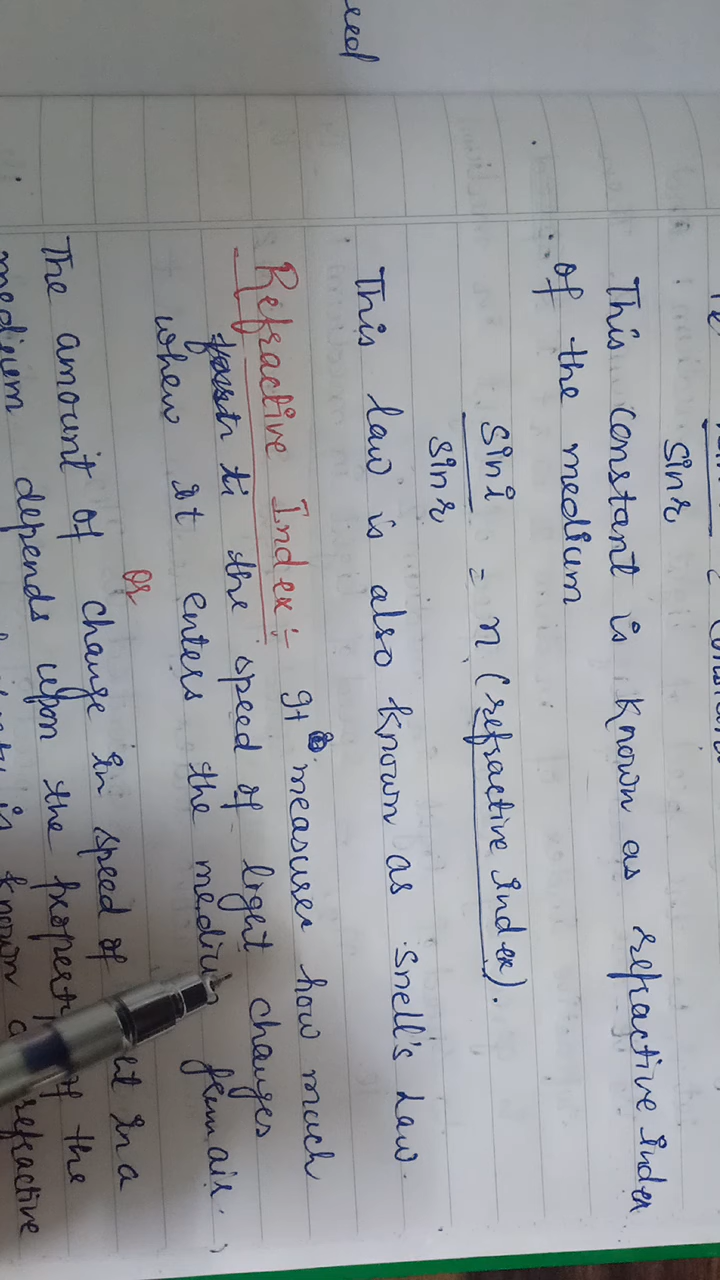 sin r
This constant is known as refractive index
of the medium
sin i = n (refractive index).
sin r
This law is also known as Snell's Law.
Refractive Index:- It measures how much
the speed of light changes
when it enters the medium from air.
or
The amount of change in speed of in a
medium depends upon the property of the
is known refractive